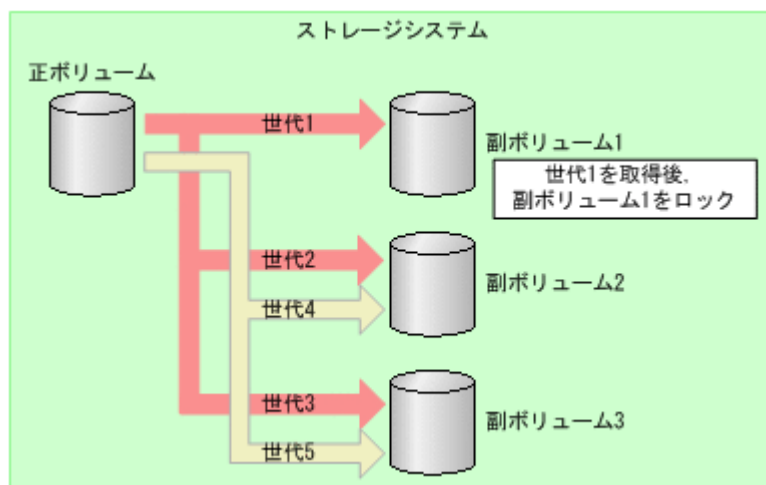 ストレージシステム
正ボリューム
世代1
副ボリューム1
世代1を取得後,
副ボリューム1をロック
世代2
副ボリューム2
世代4
世代3
副ボリューム3
世代5